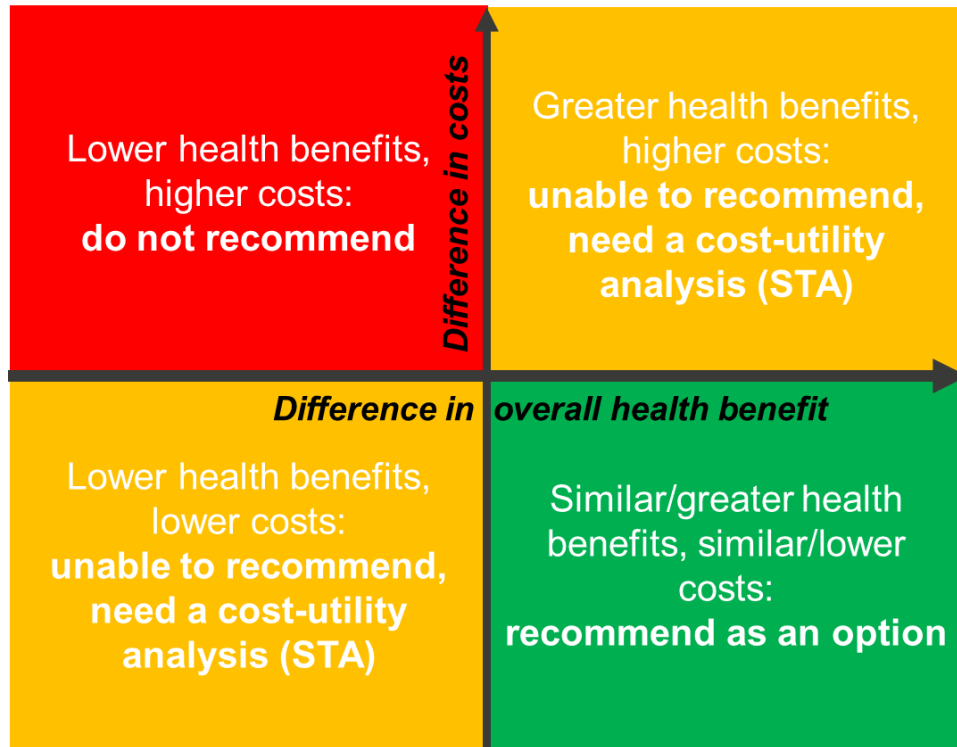 Lower health benefits,
higher costs:
do not recommend
Difference in costs
Greater health benefits,
higher costs:
unable to recommend,
need a cost-utility
analysis (STA)
Difference in overall health benefit
Lower health benefits,
lower costs:
unable to recommend,
need a cost-utility
analysis (STA)
Similar/greater health
benefits, similar/lower
costs:
recommend as an option